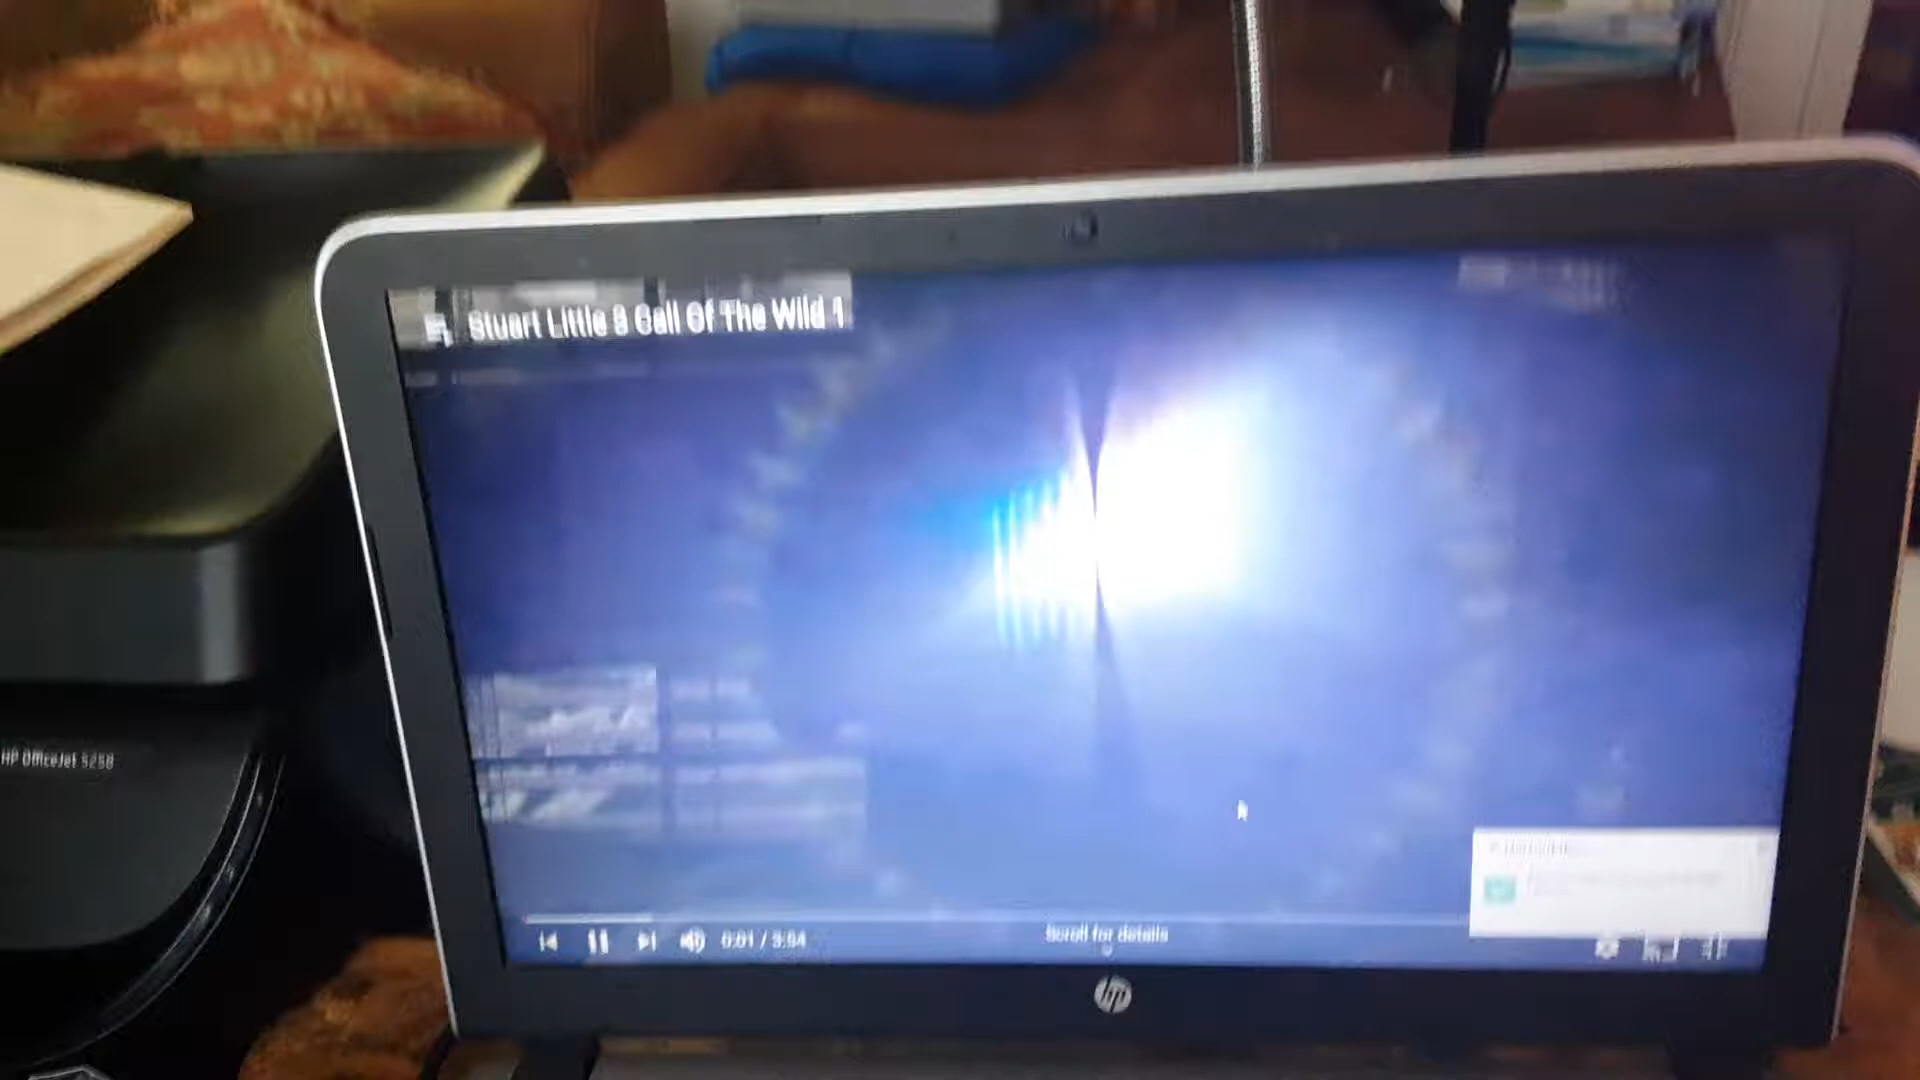 Stuart Little 3 Call Of The Wild 1
HP OfficeJet 5258
0:01 / 3:54
Scroll for details
hp